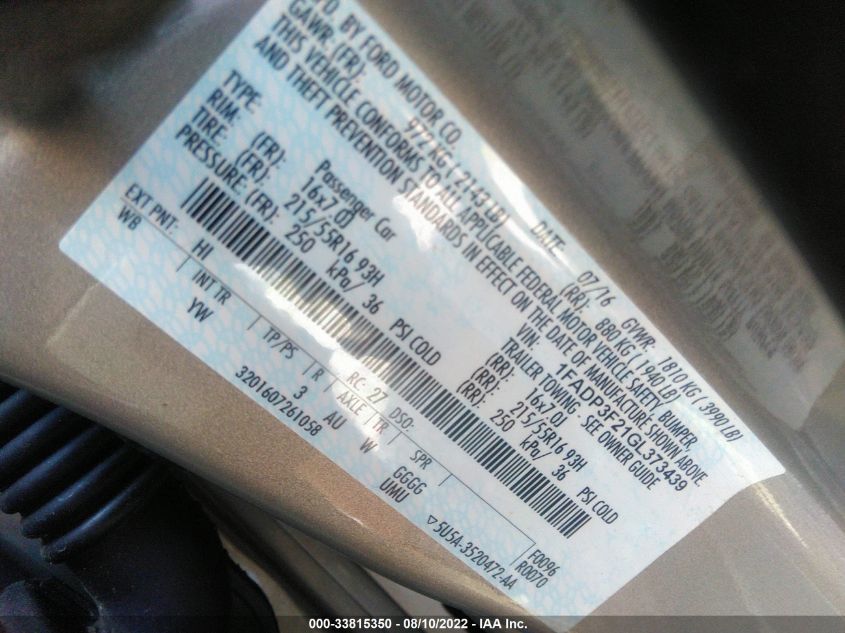 FD. BY FORD MOTOR CO.
DATE: 07/16 GVWR: 1810 KG ( 3990 LB)
GAWR: (FR): 972 KG ( 2143 LB) (RR): 880 KG ( 1940 LB)
THIS VEHICLE CONFORMS TO ALL APPLICABLE FEDERAL MOTOR VEHICLE SAFETY, BUMPER,
AND THEFT PREVENTION STANDARDS IN EFFECT ON THE DATE OF MANUFACTURE SHOWN ABOVE
VIN: 1FADP3F21GL373439
TYPE: Passenger Car TRAILER TOWING - SEE OWNER GUIDE
RIM: (FR): 16x7.0J (RR): 16x7.0J
TIRE: (FR): 215/55R16 93H (RR): 215/55R16 93H
PRESSURE: (FR): 250 kPa/ 36 PSI COLD (RR): 250 kPa/ 36 PSI COLD
EXT PNT: HI RC: 27 DSO: F0096
WB INT TR TP/PS R AXLE TR SPR R0070
YW 3 AU W GGGG
3201607261058 UMU ▽5U5A-3520472-AA
000-33815350 - 08/10/2022 - IAA Inc.